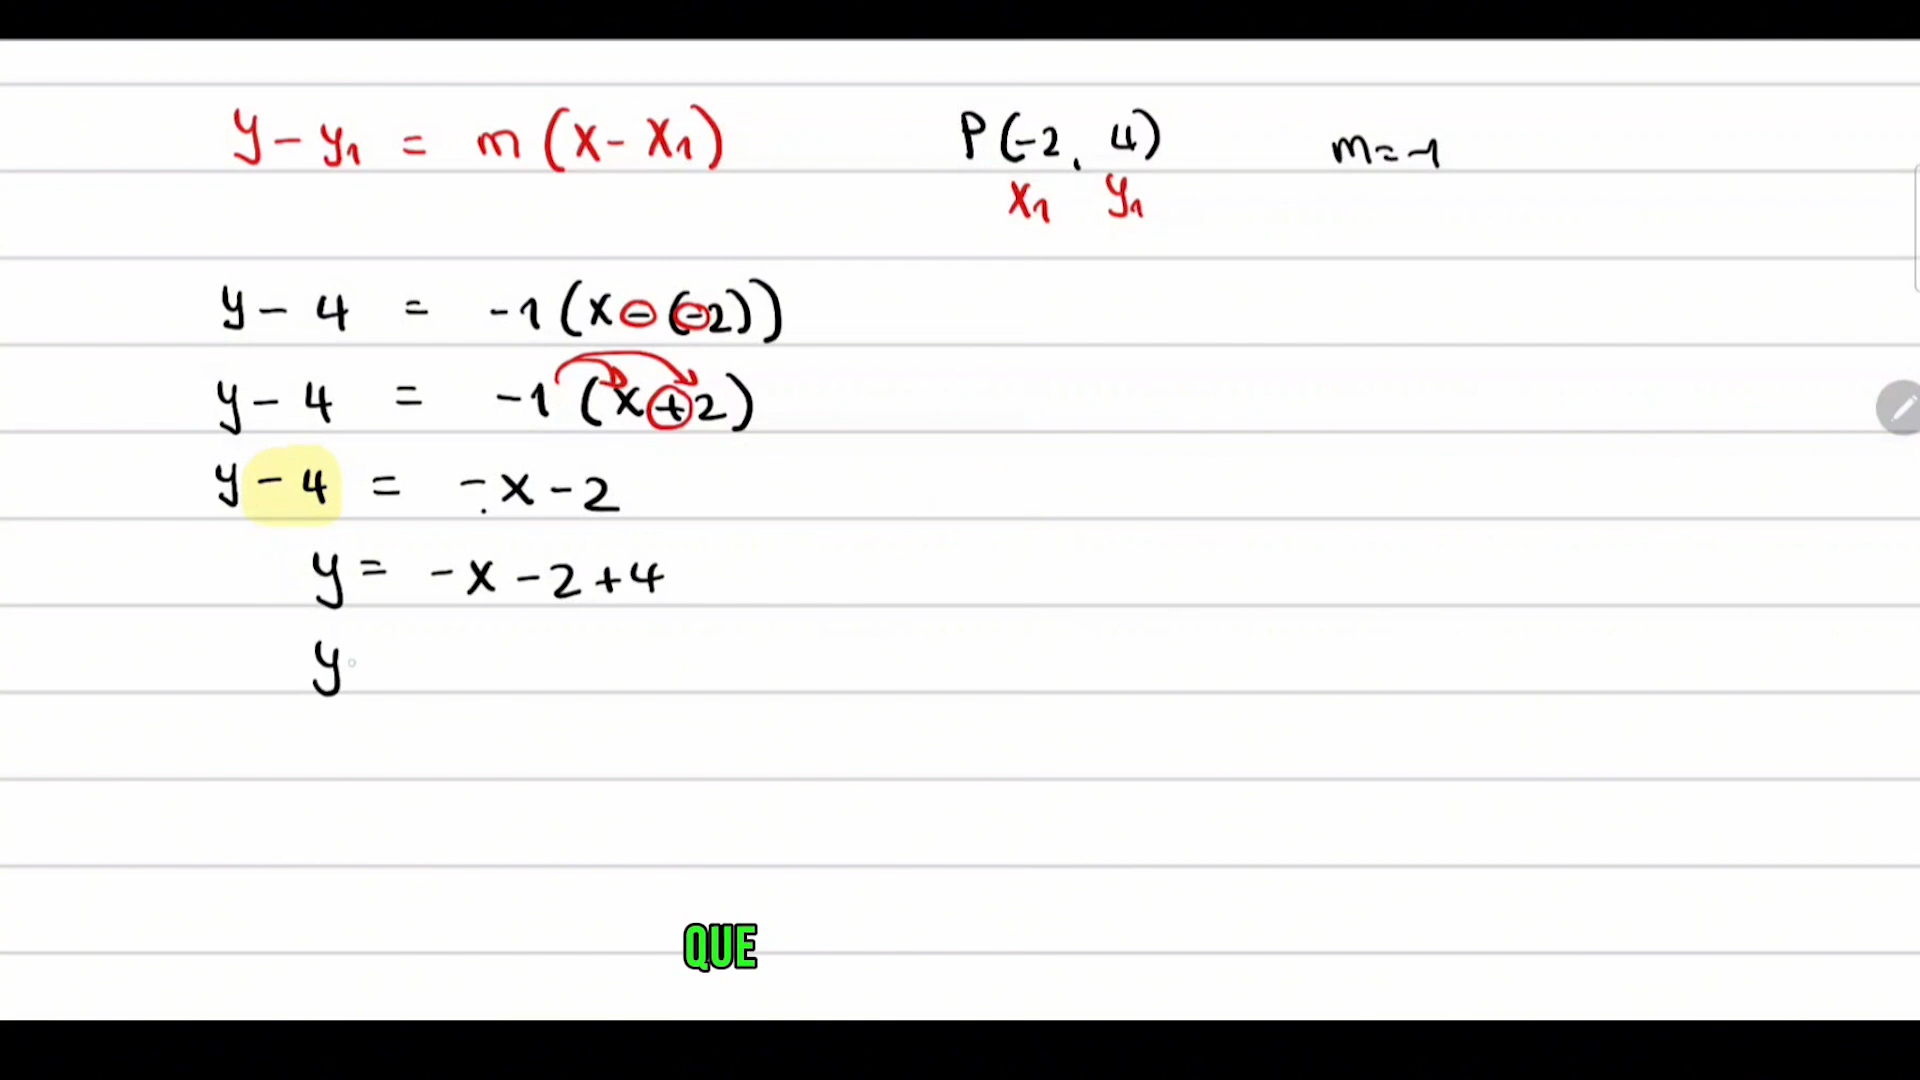 y - y₁ = m (x - x₁) P(-2, 4) m = -1
x₁ y₁
y - 4 = -1 (x - (-2))
y - 4 = -1 (x + 2)
y - 4 = -x - 2
y = -x - 2 + 4
y
QUE